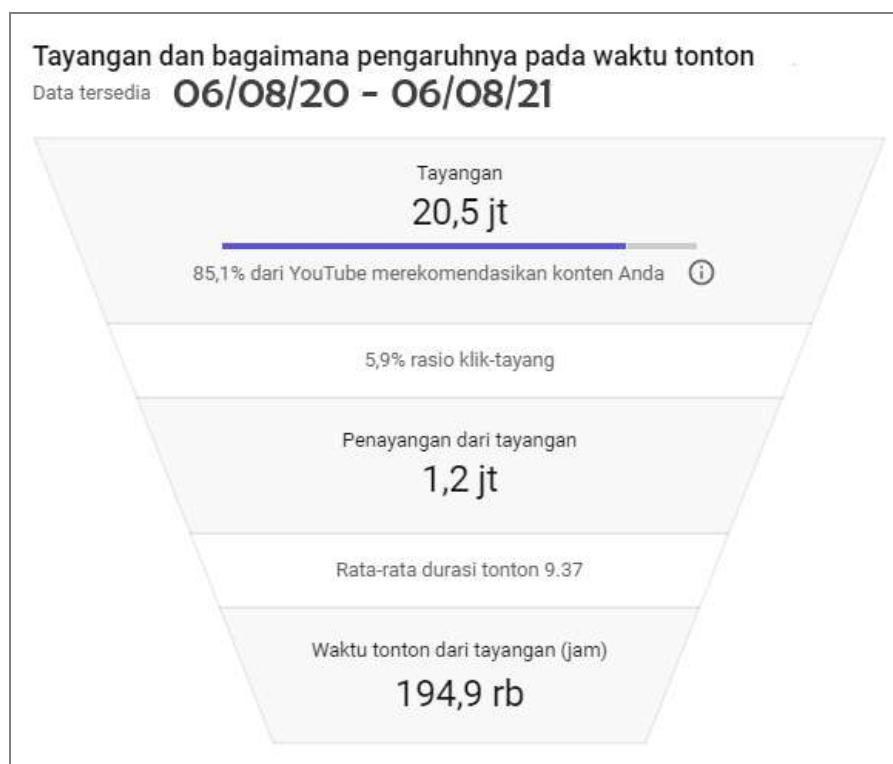 Tayangan dan bagaimana pengaruhnya pada waktu tonton
Data tersedia 06/08/20 - 06/08/21
Tayangan
20,5 jt
85,1% dari YouTube merekomendasikan konten Anda
5,9% rasio klik-tayang
Penayangan dari tayangan
1,2 jt
Rata-rata durasi tonton 9.37
Waktu tonton dari tayangan (jam)
194,9 rb